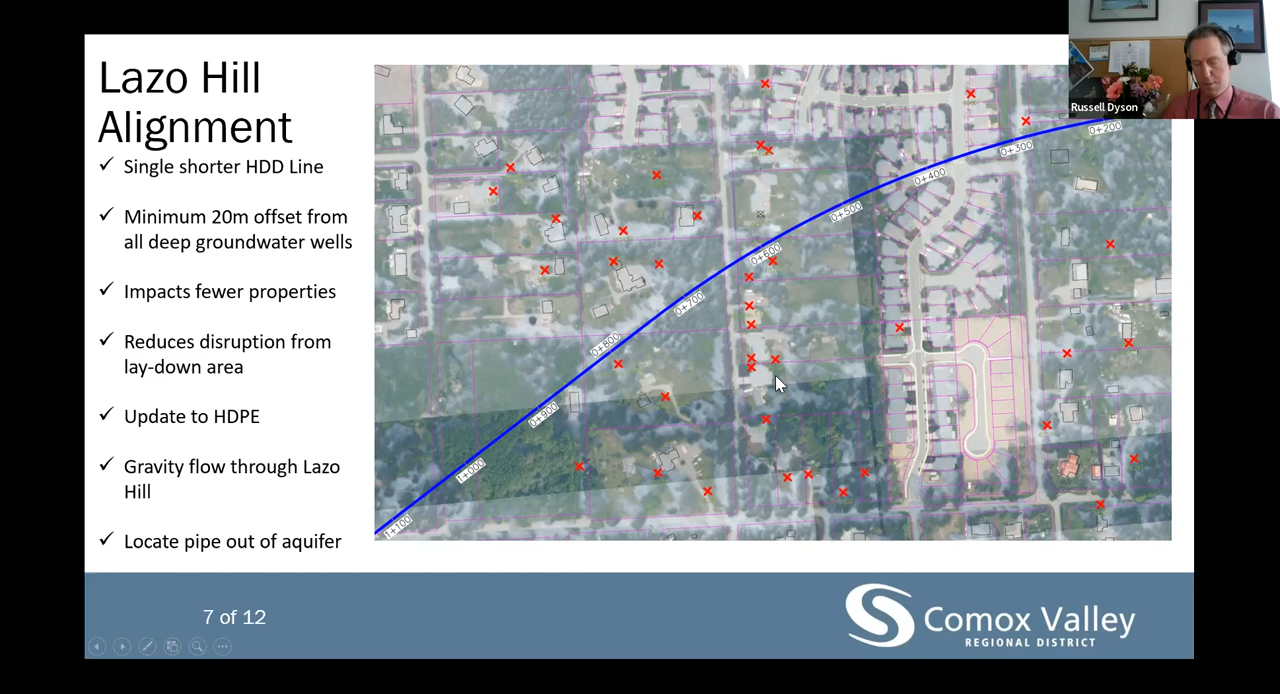 Lazo Hill
Alignment
✓ Single shorter HDD Line
✓ Minimum 20m offset from
all deep groundwater wells
✓ Impacts fewer properties
✓ Reduces disruption from
lay-down area
✓ Update to HDPE
✓ Gravity flow through Lazo
Hill
✓ Locate pipe out of aquifer
Russell Dyson
0+200
0+300
0+400
0+500
0+600
0+700
0+800
0+900
1+000
1+100
7 of 12
Comox Valley
REGIONAL DISTRICT